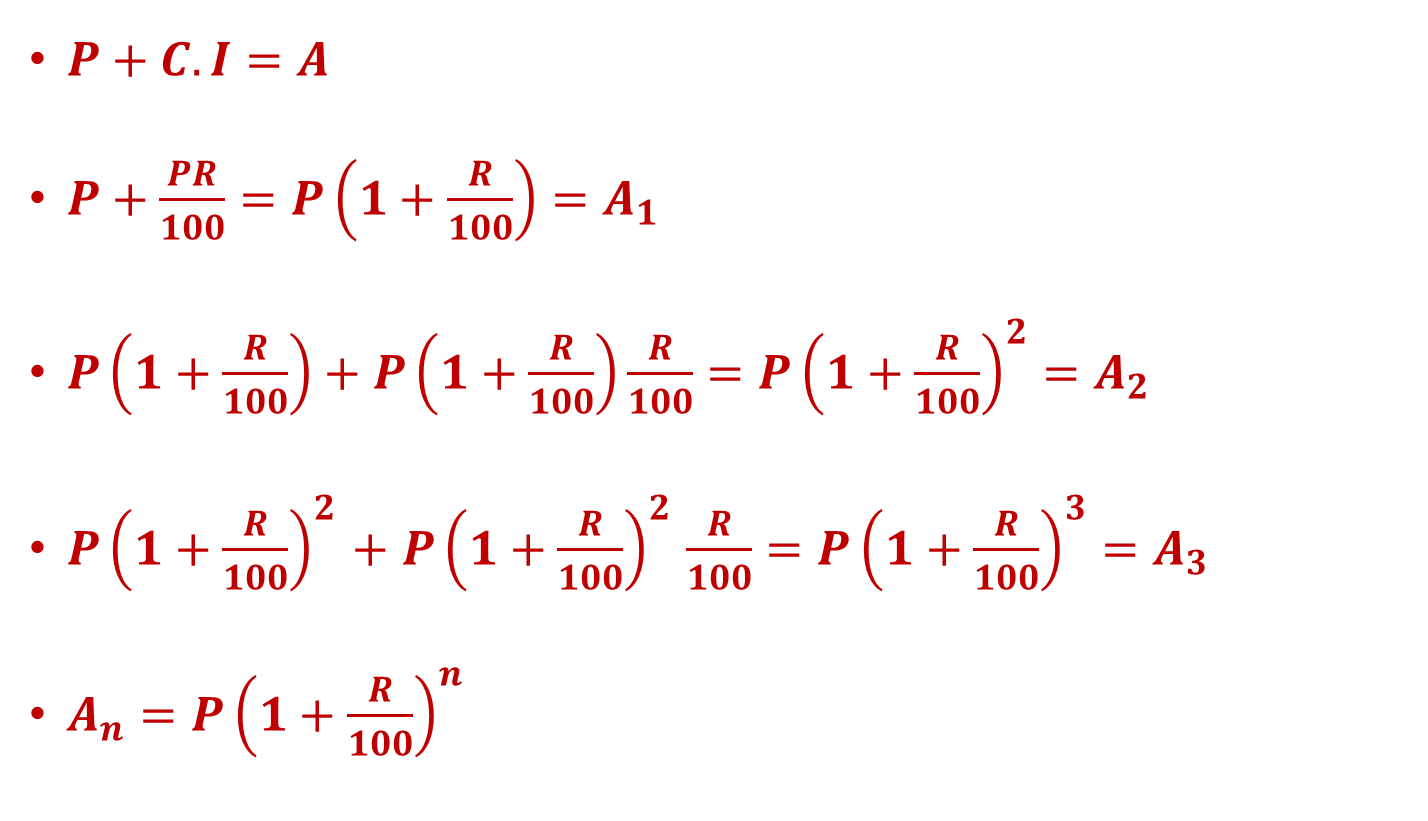 • P + C.I = A
• P + PR/100 = P(1 + R/100) = A₁
• P(1 + R/100) + P(1 + R/100) R/100 = P(1 + R/100)² = A₂
• P(1 + R/100)² + P(1 + R/100)² R/100 = P(1 + R/100)³ = A₃
• Aₙ = P(1 + R/100)ⁿ